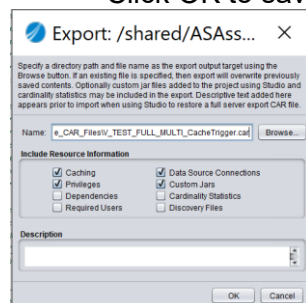 Click OK to sav
Export: /shared/ASAss...
Specify a directory path and file name as the export output target using the
Browse button. If an existing file is specified, then export will overwrite previously
saved contents. Optionally custom jar files added to the project using Studio and
cardinality statistics may be included in the export. Descriptive text added here
appears prior to import when using Studio to restore a full server export CAR file.
Name: e_CAR_Files\V_TEST_FULL_MULTI_CacheTrigger.car Browse...
Include Resource Information
Caching Data Source Connections
Privileges Custom Jars
Dependencies Cardinality Statistics
Required Users Discovery Files
Description
OK Cancel